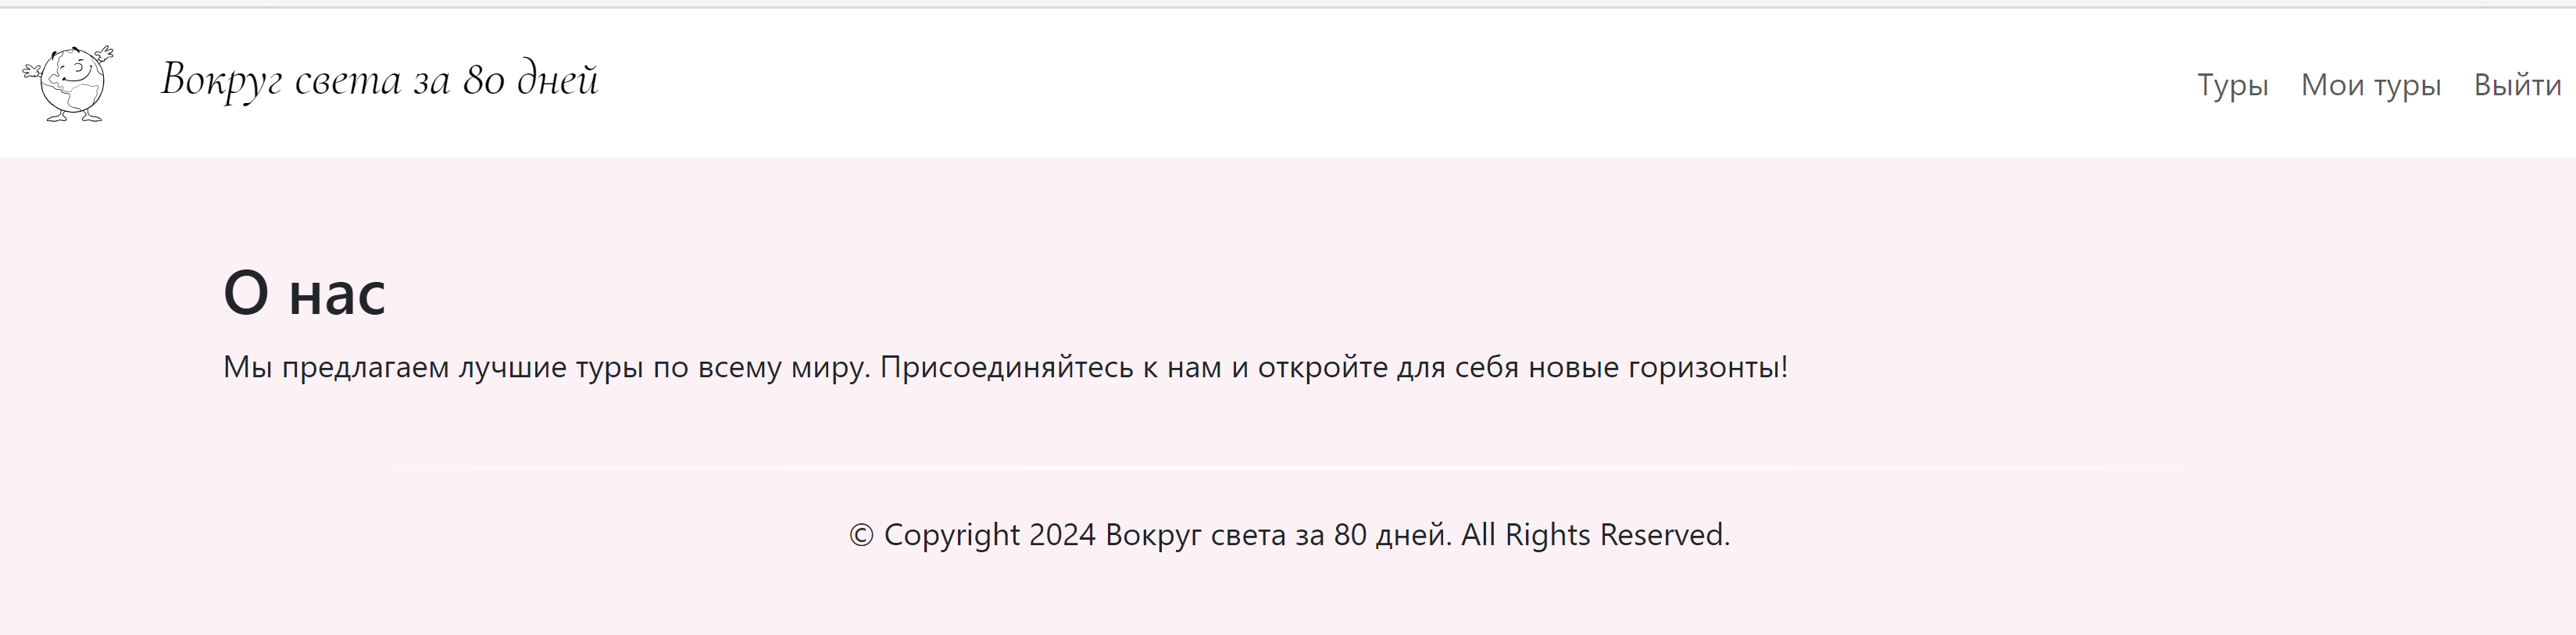 Вокруг света за 80 дней
Туры Мои туры Выйти
О нас
Мы предлагаем лучшие туры по всему миру. Присоединяйтесь к нам и откройте для себя новые горизонты!
© Copyright 2024 Вокруг света за 80 дней. All Rights Reserved.